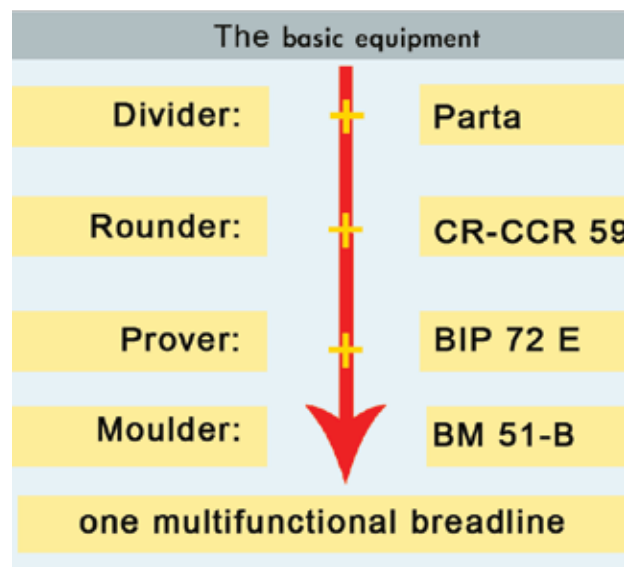 The basic equipment
Divider: Parta
Rounder: CR-CCR 59
Prover: BIP 72 E
Moulder: BM 51-B
one multifunctional breadline